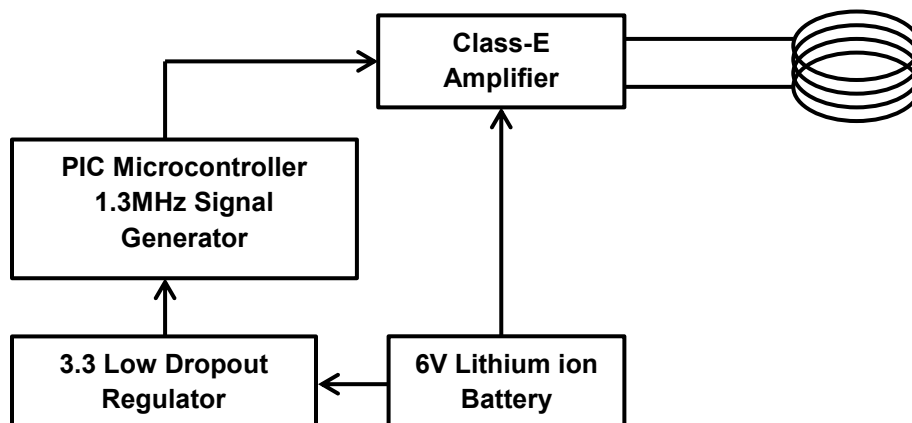 Class-E
Amplifier
PIC Microcontroller
1.3MHz Signal
Generator
3.3 Low Dropout
Regulator
6V Lithium ion
Battery